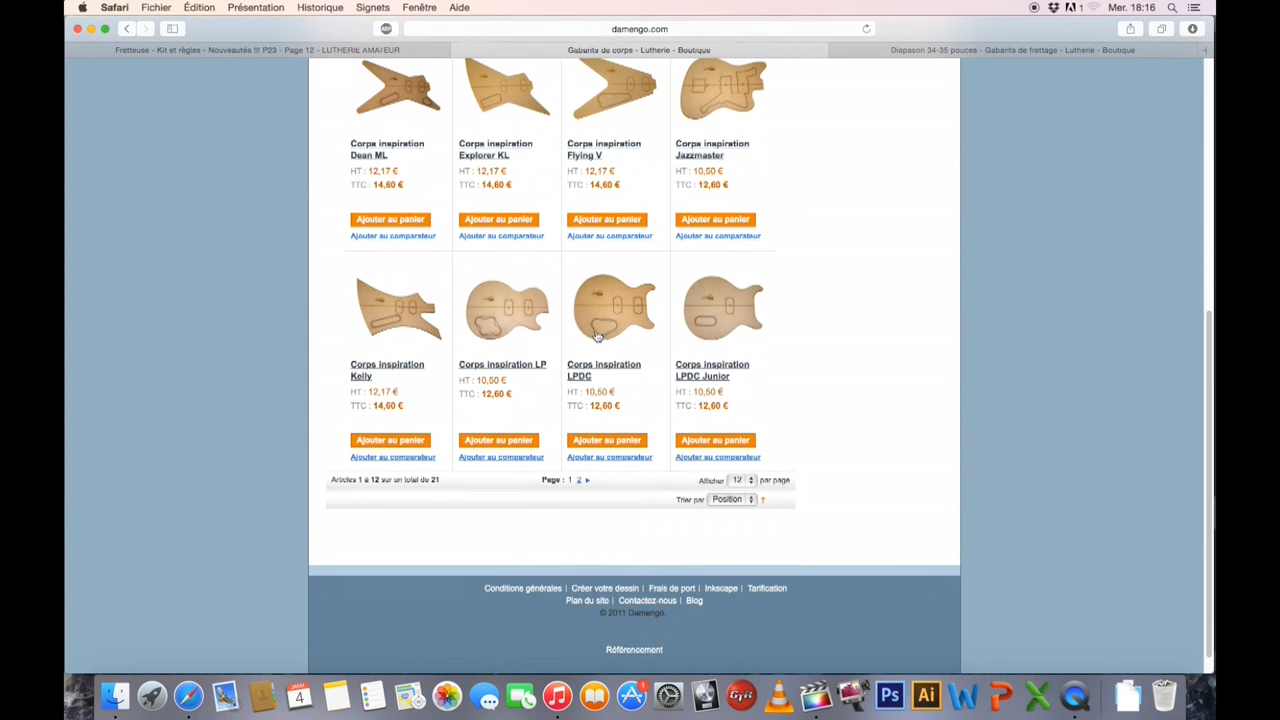 Safari Fichier Édition Présentation Historique Signets Fenêtre Aide 1 Mer. 18:16
damengo.com
Fretteuse - Kit et règles - Nouveautés !!! P23 - Page 12 - LUTHERIE AMATEUR Gabarits de corps - Lutherie - Boutique Diapason 34-35 pouces - Gabarits de frettage - Lutherie - Boutique
Corps inspiration Dean ML
HT : 12,17 €
TTC : 14,60 €
Ajouter au panier
Ajouter au comparateur
Corps inspiration Explorer KL
HT : 12,17 €
TTC : 14,60 €
Ajouter au panier
Ajouter au comparateur
Corps inspiration Flying V
HT : 12,17 €
TTC : 14,60 €
Ajouter au panier
Ajouter au comparateur
Corps inspiration Jazzmaster
HT : 10,50 €
TTC : 12,60 €
Ajouter au panier
Ajouter au comparateur
Corps inspiration Kelly
HT : 12,17 €
TTC : 14,60 €
Ajouter au panier
Ajouter au comparateur
Corps inspiration LP
HT : 10,50 €
TTC : 12,60 €
Ajouter au panier
Ajouter au comparateur
Corps inspiration LPDC
HT : 10,50 €
TTC : 12,60 €
Ajouter au panier
Ajouter au comparateur
Corps inspiration LPDC Junior
HT : 10,50 €
TTC : 12,60 €
Ajouter au panier
Ajouter au comparateur
Articles 1 à 12 sur un total de 21 Page : 1 2 Afficher 12 par page
Trier par Position
Conditions générales | Créer votre dessin | Frais de port | Inkscape | Tarification
Plan du site | Contactez-nous | Blog
© 2011 Damengo.
Référencement
JANV. 4 GPA 1 Ps Ai W P X